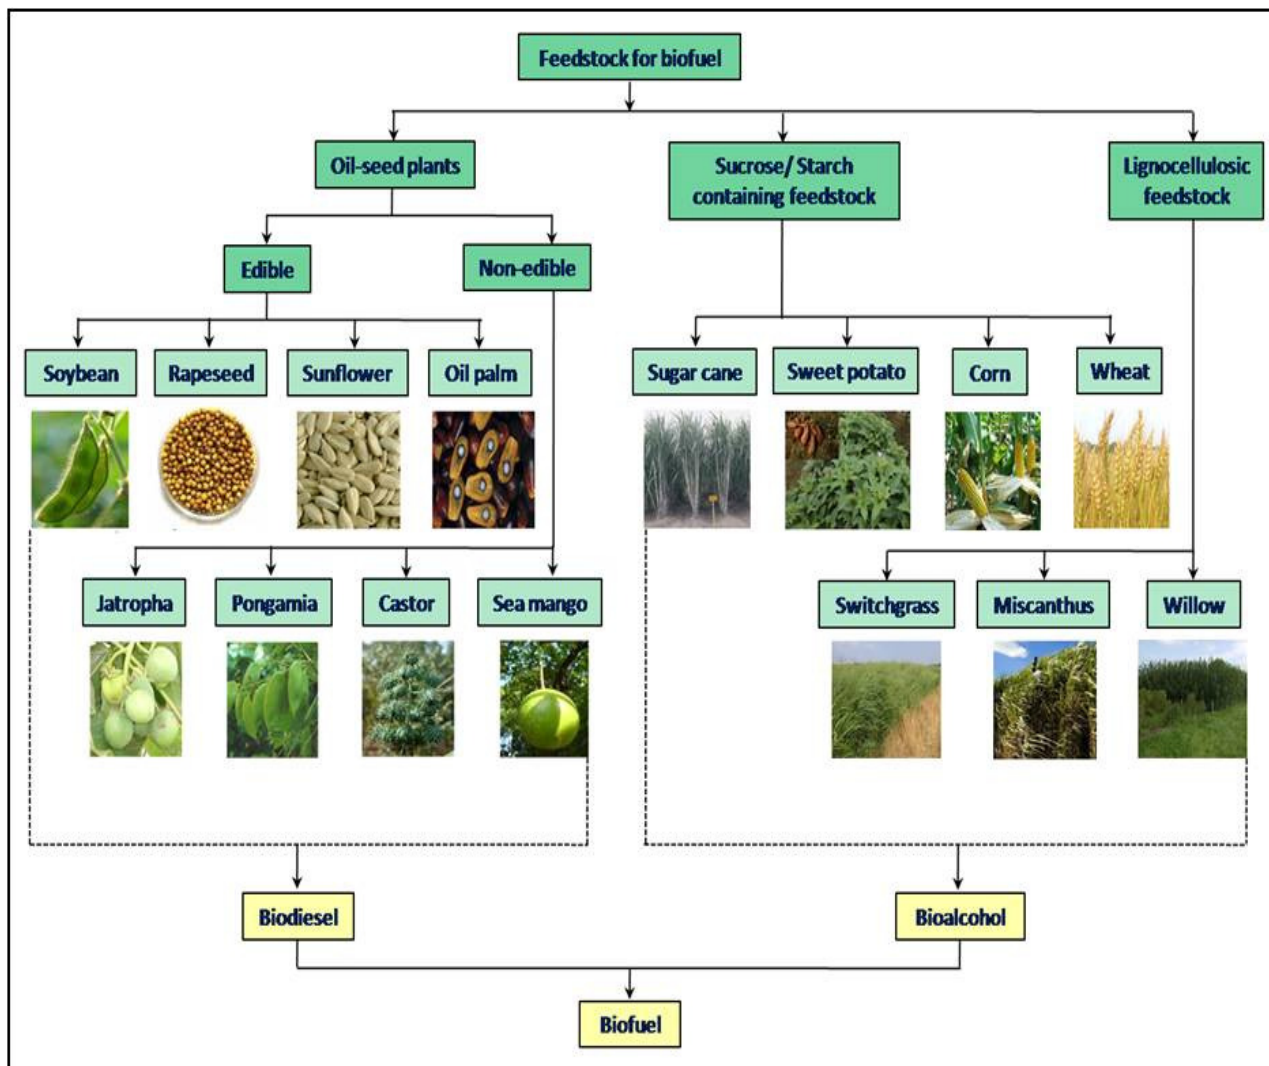 Feedstock for biofuel
Oil-seed plants
Sucrose/ Starch
containing feedstock
Lignocellulosic
feedstock
Edible
Non-edible
Soybean
Rapeseed
Sunflower
Oil palm
Sugar cane
Sweet potato
Corn
Wheat
Jatropha
Pongamia
Castor
Sea mango
Switchgrass
Miscanthus
Willow
Biodiesel
Bioalcohol
Biofuel